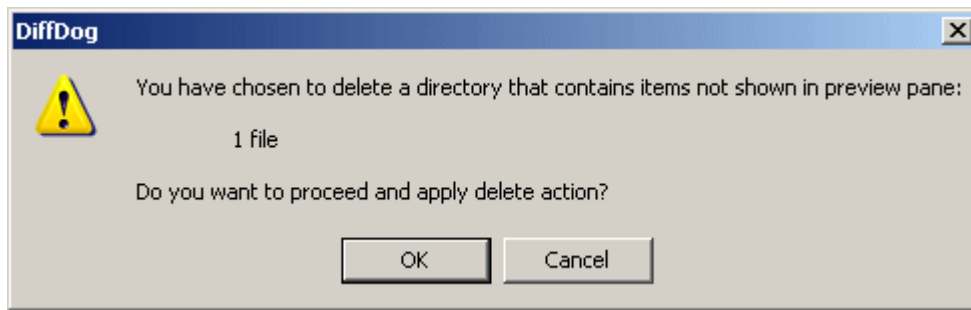 DiffDog
You have chosen to delete a directory that contains items not shown in preview pane:
1 file
Do you want to proceed and apply delete action?
OK
Cancel